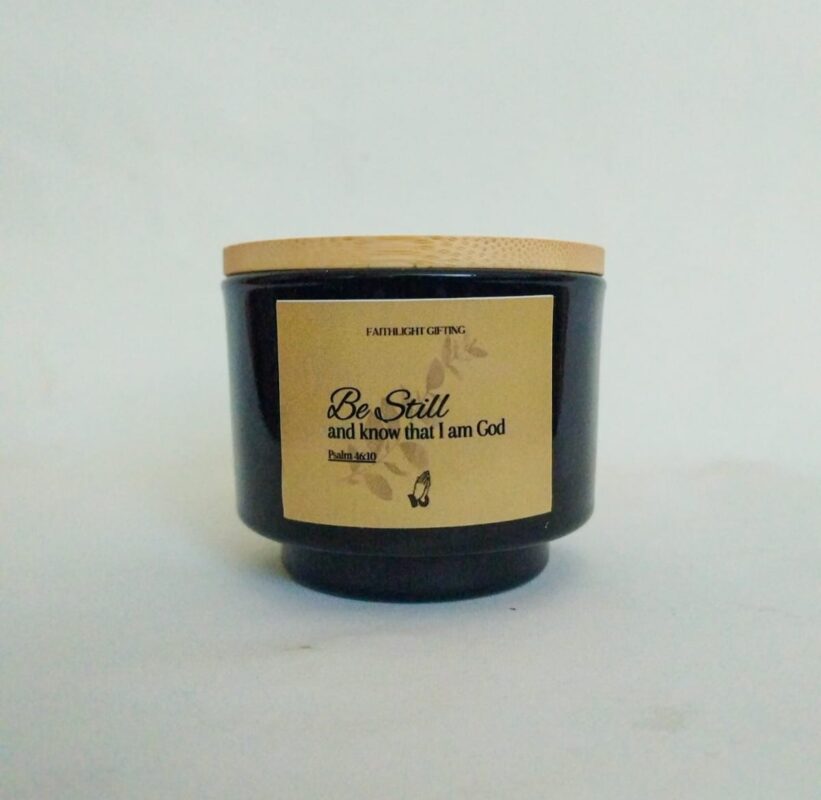 FAITHLIGHT GIFTING
Be Still
and know that I am God
Psalm 46:10